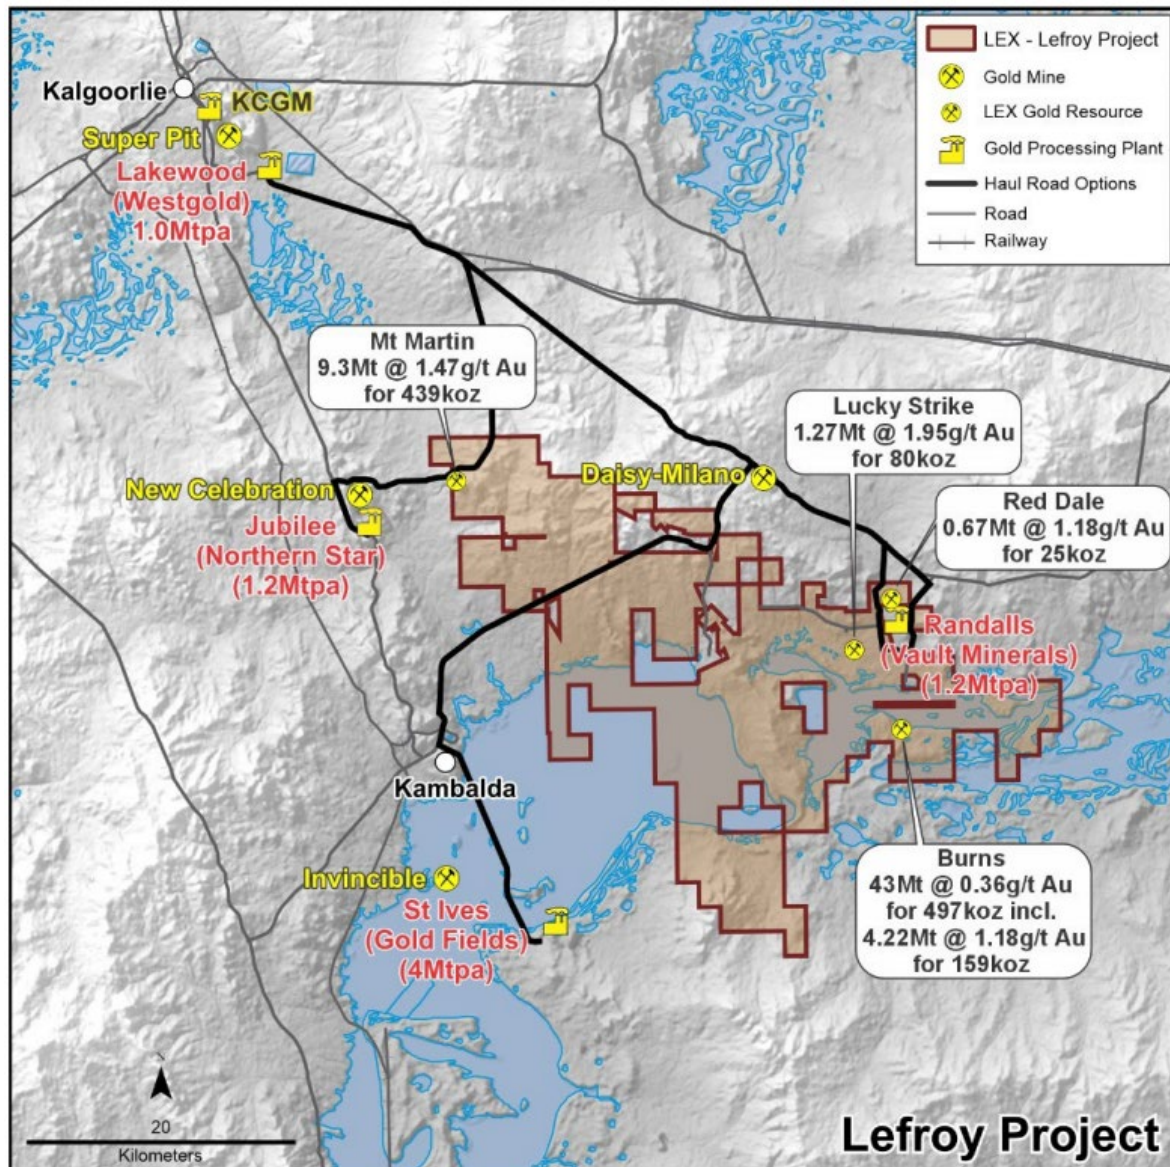 LEX - Lefroy Project
Gold Mine
LEX Gold Resource
Gold Processing Plant
Haul Road Options
Road
Railway
Kalgoorlie
KCGM
Super Pit
Lakewood
(Westgold)
1.0Mtpa
Mt Martin
9.3Mt @ 1.47g/t Au
for 439koz
Lucky Strike
1.27Mt @ 1.95g/t Au
for 80koz
Daisy-Milano
New Celebration
Red Dale
0.67Mt @ 1.18g/t Au
for 25koz
Jubilee
(Northern Star)
(1.2Mtpa)
Randalls
(Vault Minerals)
(1.2Mtpa)
Kambalda
Invincible
St Ives
(Gold Fields)
(4Mtpa)
Burns
43Mt @ 0.36g/t Au
for 497koz incl.
4.22Mt @ 1.18g/t Au
for 159koz
20
Kilometers
Lefroy Project